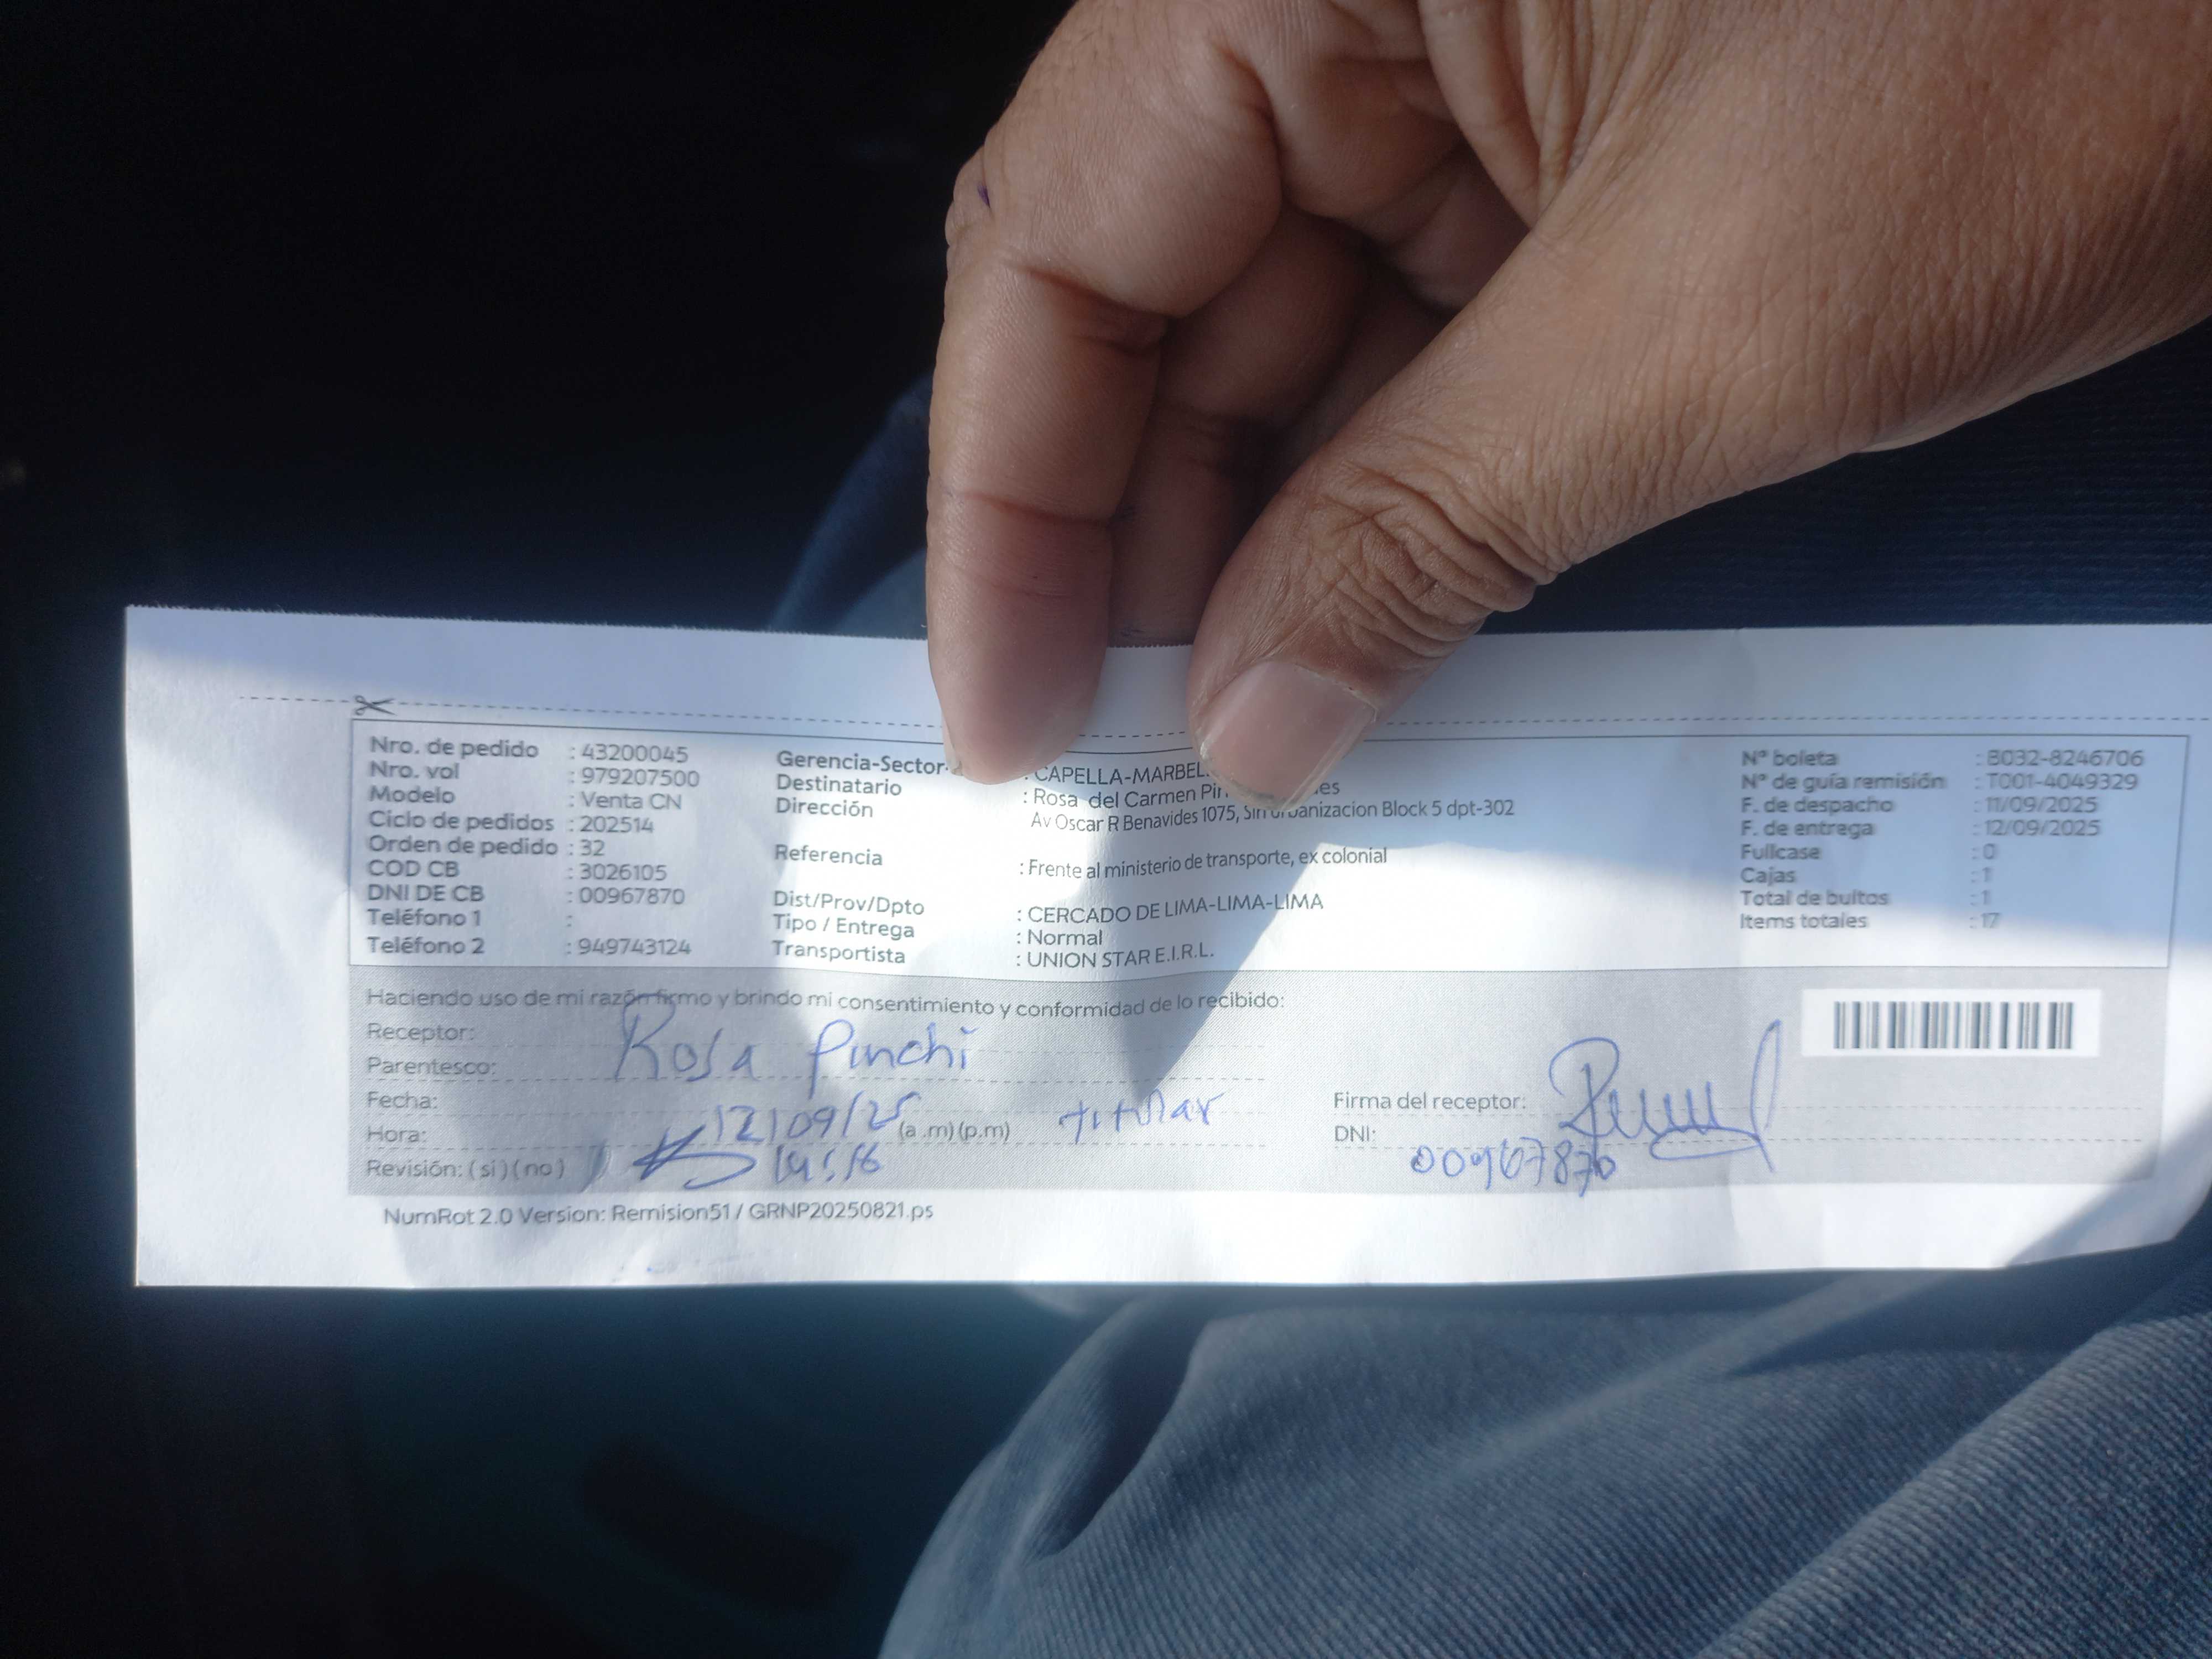 Nro. de pedido : 43200045
Nro. vol : 979207500
Modelo : Venta CN
Ciclo de pedidos : 202514
Orden de pedido : 32
COD CB : 3026105
DNI DE CB : 00967870
Teléfono 1 :
Teléfono 2 : 949743124
Gerencia-Sector : CAPELLA-
Destinatario : Rosa del Carmen
Dirección : Av Oscar R Benavides 1075, Block 5 dpt-302
Referencia : Frente al ministerio de transporte, ex colonial
Dist/Prov/Dpto : CERCADO DE LIMA-LIMA-LIMA
Tipo / Entrega : Normal
Transportista : UNION STAR E.I.R.L.
Nº boleta : B032-8246706
Nº de guía remisión : T001-4049329
F. de despacho : 11/09/2025
F. de entrega : 12/09/2025
Fullcase : 0
Cajas : 1
Total de bultos : 1
Items totales : 17
Haciendo uso de mi razón firmo y brindo mi consentimiento y conformidad de lo recibido:
Receptor: Rosa Pinchi
Parentesco: titular
Fecha: 12/09/25
Hora: 14:16 (a .m) (p.m)
Revisión: ( si ) ( no )
Firma del receptor:
DNI: 00967870
NumRot 2.0 Version: Remision51 / GRNP20250821.ps